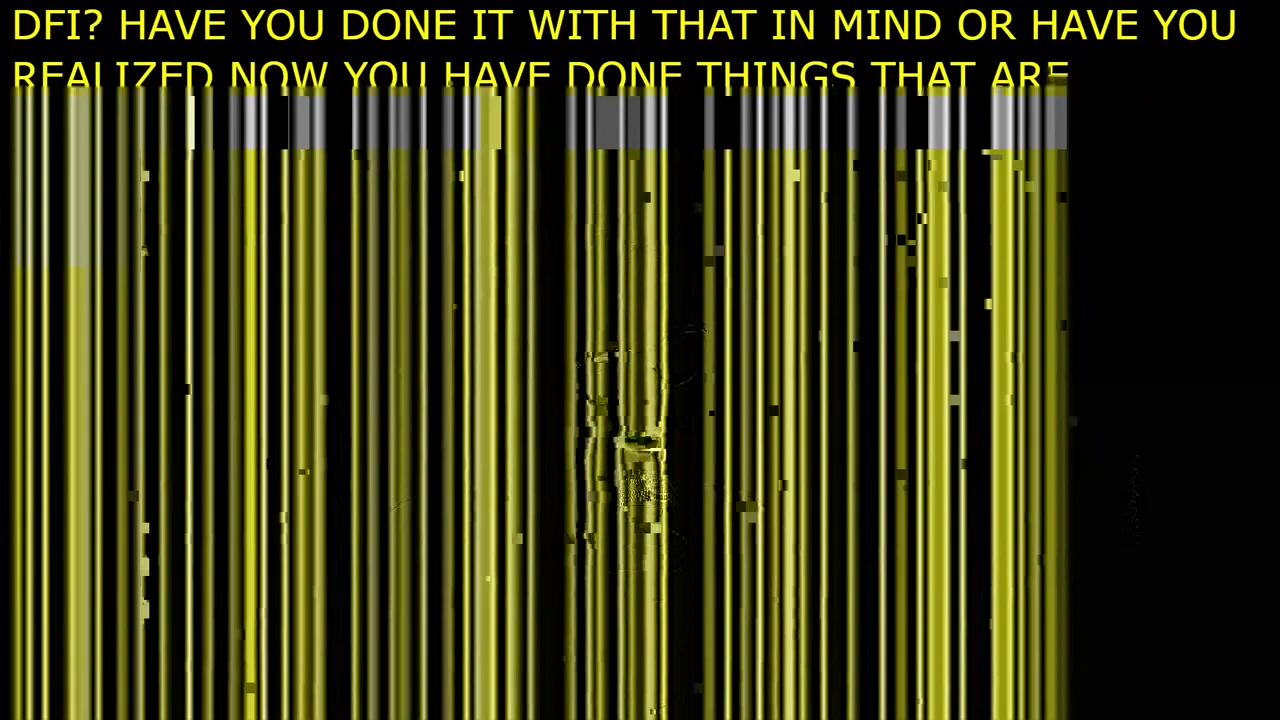 DFI? HAVE YOU DONE IT WITH THAT IN MIND OR HAVE YOU
REALIZED NOW YOU HAVE DONE THINGS THAT ARE